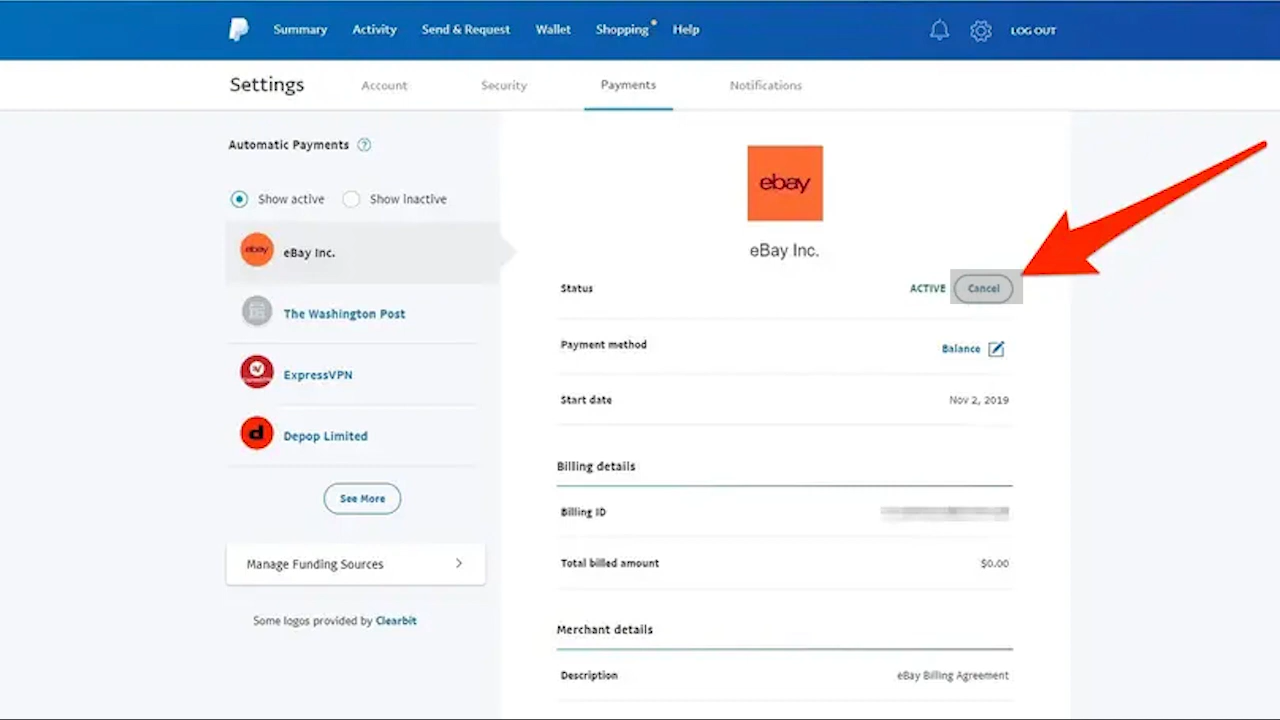 Summary Activity Send & Request Wallet Shopping Help LOG OUT
Settings Account Security Payments Notifications
Automatic Payments ?
Show active Show inactive
ebay eBay Inc.
The Washington Post
ExpressVPN
d Depop Limited
See More
Manage Funding Sources
Some logos provided by Clearbit
ebay
eBay Inc.
Status ACTIVE Cancel
Payment method Balance
Start date Nov 2, 2019
Billing details
Billing ID
Total billed amount $0.00
Merchant details
Description eBay Billing Agreement